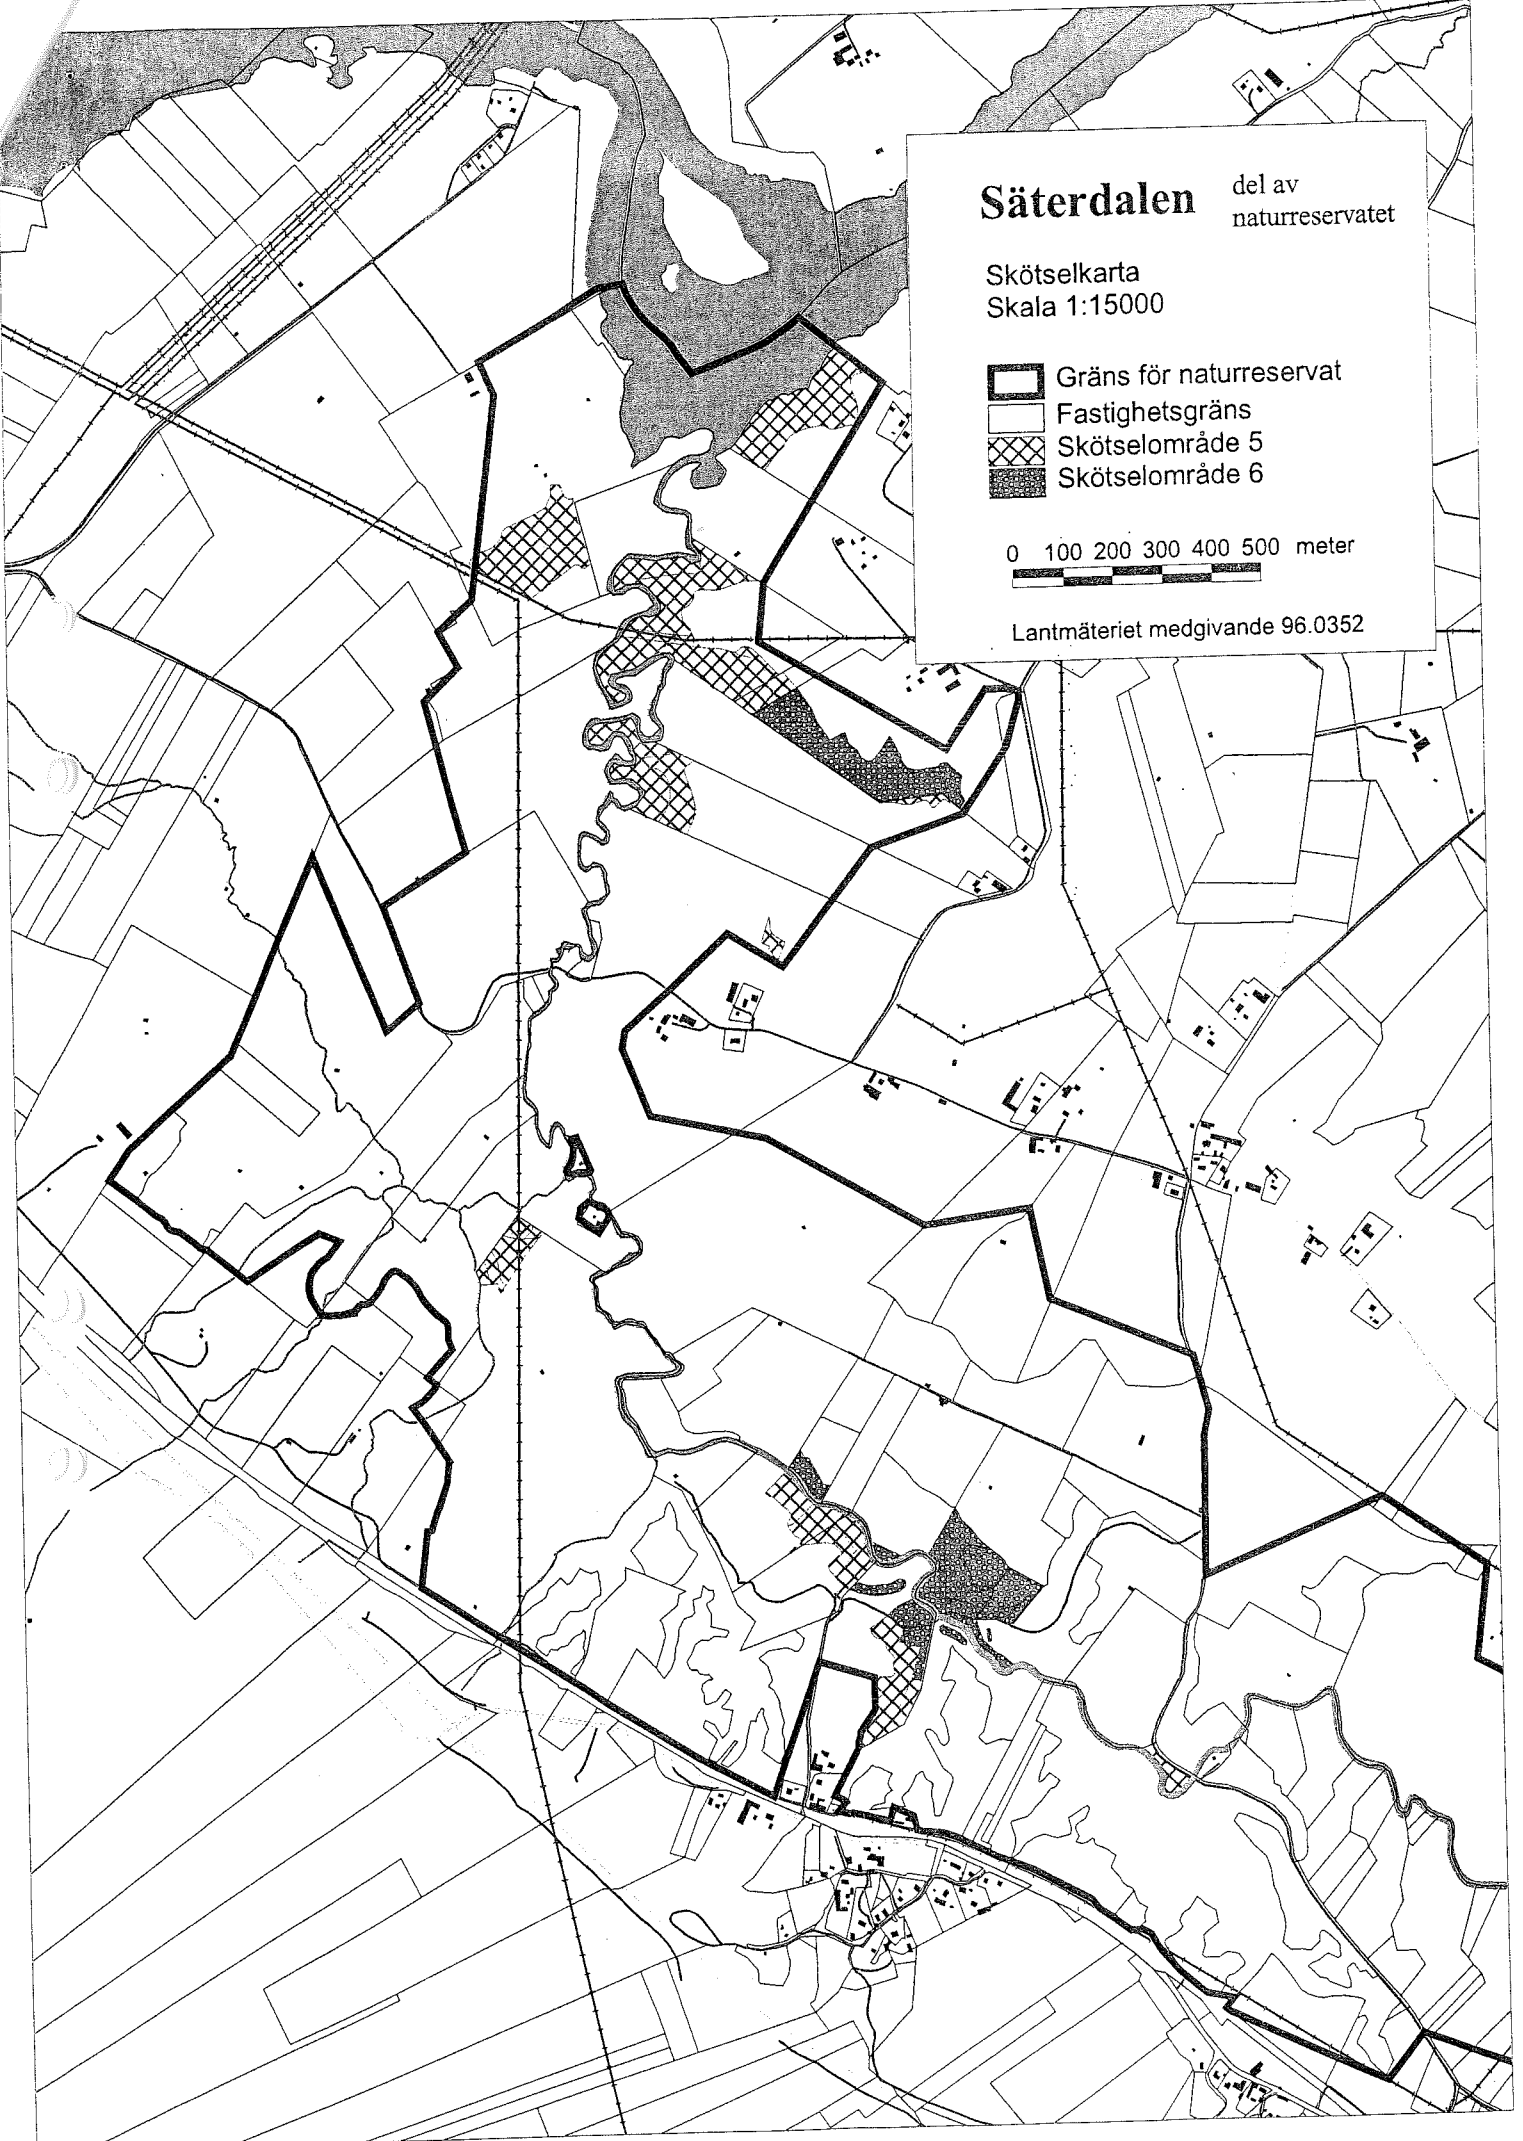 Säterdalen
del av
naturreservatet
Skötselkarta
Skala 1:15000
Gräns för naturreservat
Fastighetsgräns
Skötselområde 5
Skötselområde 6
0 100 200 300 400 500 meter
Lantmäteriet medgivande 96.0352